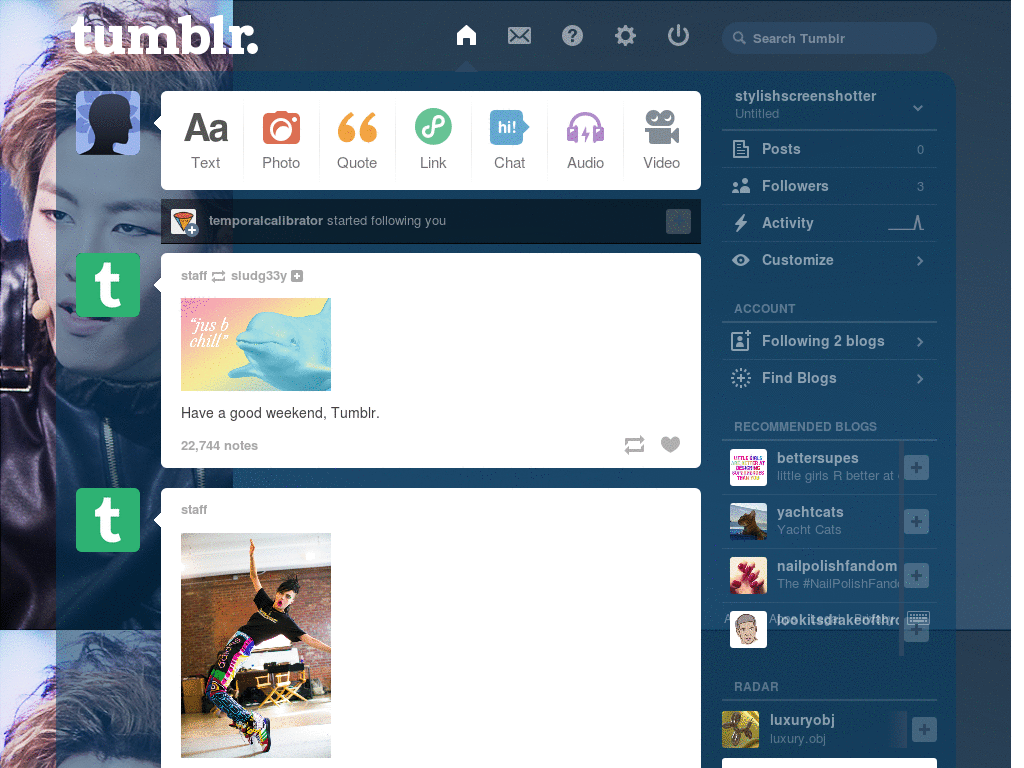 tumblr.
Search Tumblr
stylishscreenshotter
Untitled
Aa
hi!
Text Photo Quote Link Chat Audio Video
temporalcalibrator started following you
staff sludg33y
"jus b
chill"
Have a good weekend, Tumblr.
22,744 notes
t
staff
t
Posts 0
Followers 3
Activity
Customize
ACCOUNT
Following 2 blogs
Find Blogs
RECOMMENDED BLOGS
bettersupes
little girls R better at
yachtcats
Yacht Cats
nailpolishfandom
The #NailPolishFand
RADAR
luxuryobj
luxury.obj